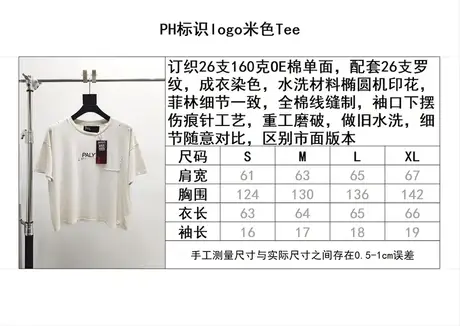 PH标识logo米色Tee
订织26支160克OE棉单面，配套26支罗
纹，成衣染色，水洗材料椭圆机印花，
菲林细节一致，全棉线缝制，袖口下摆
伤痕针工艺，重工磨破，做旧水洗，细
节随意对比，区别市面版本
尺码 S M L XL
肩宽 61 63 65 67
胸围 124 130 136 142
衣长 63 64 65 66
袖长 16 17 18 19
手工测量尺寸与实际尺寸之间存在0.5-1cm误差
PALY